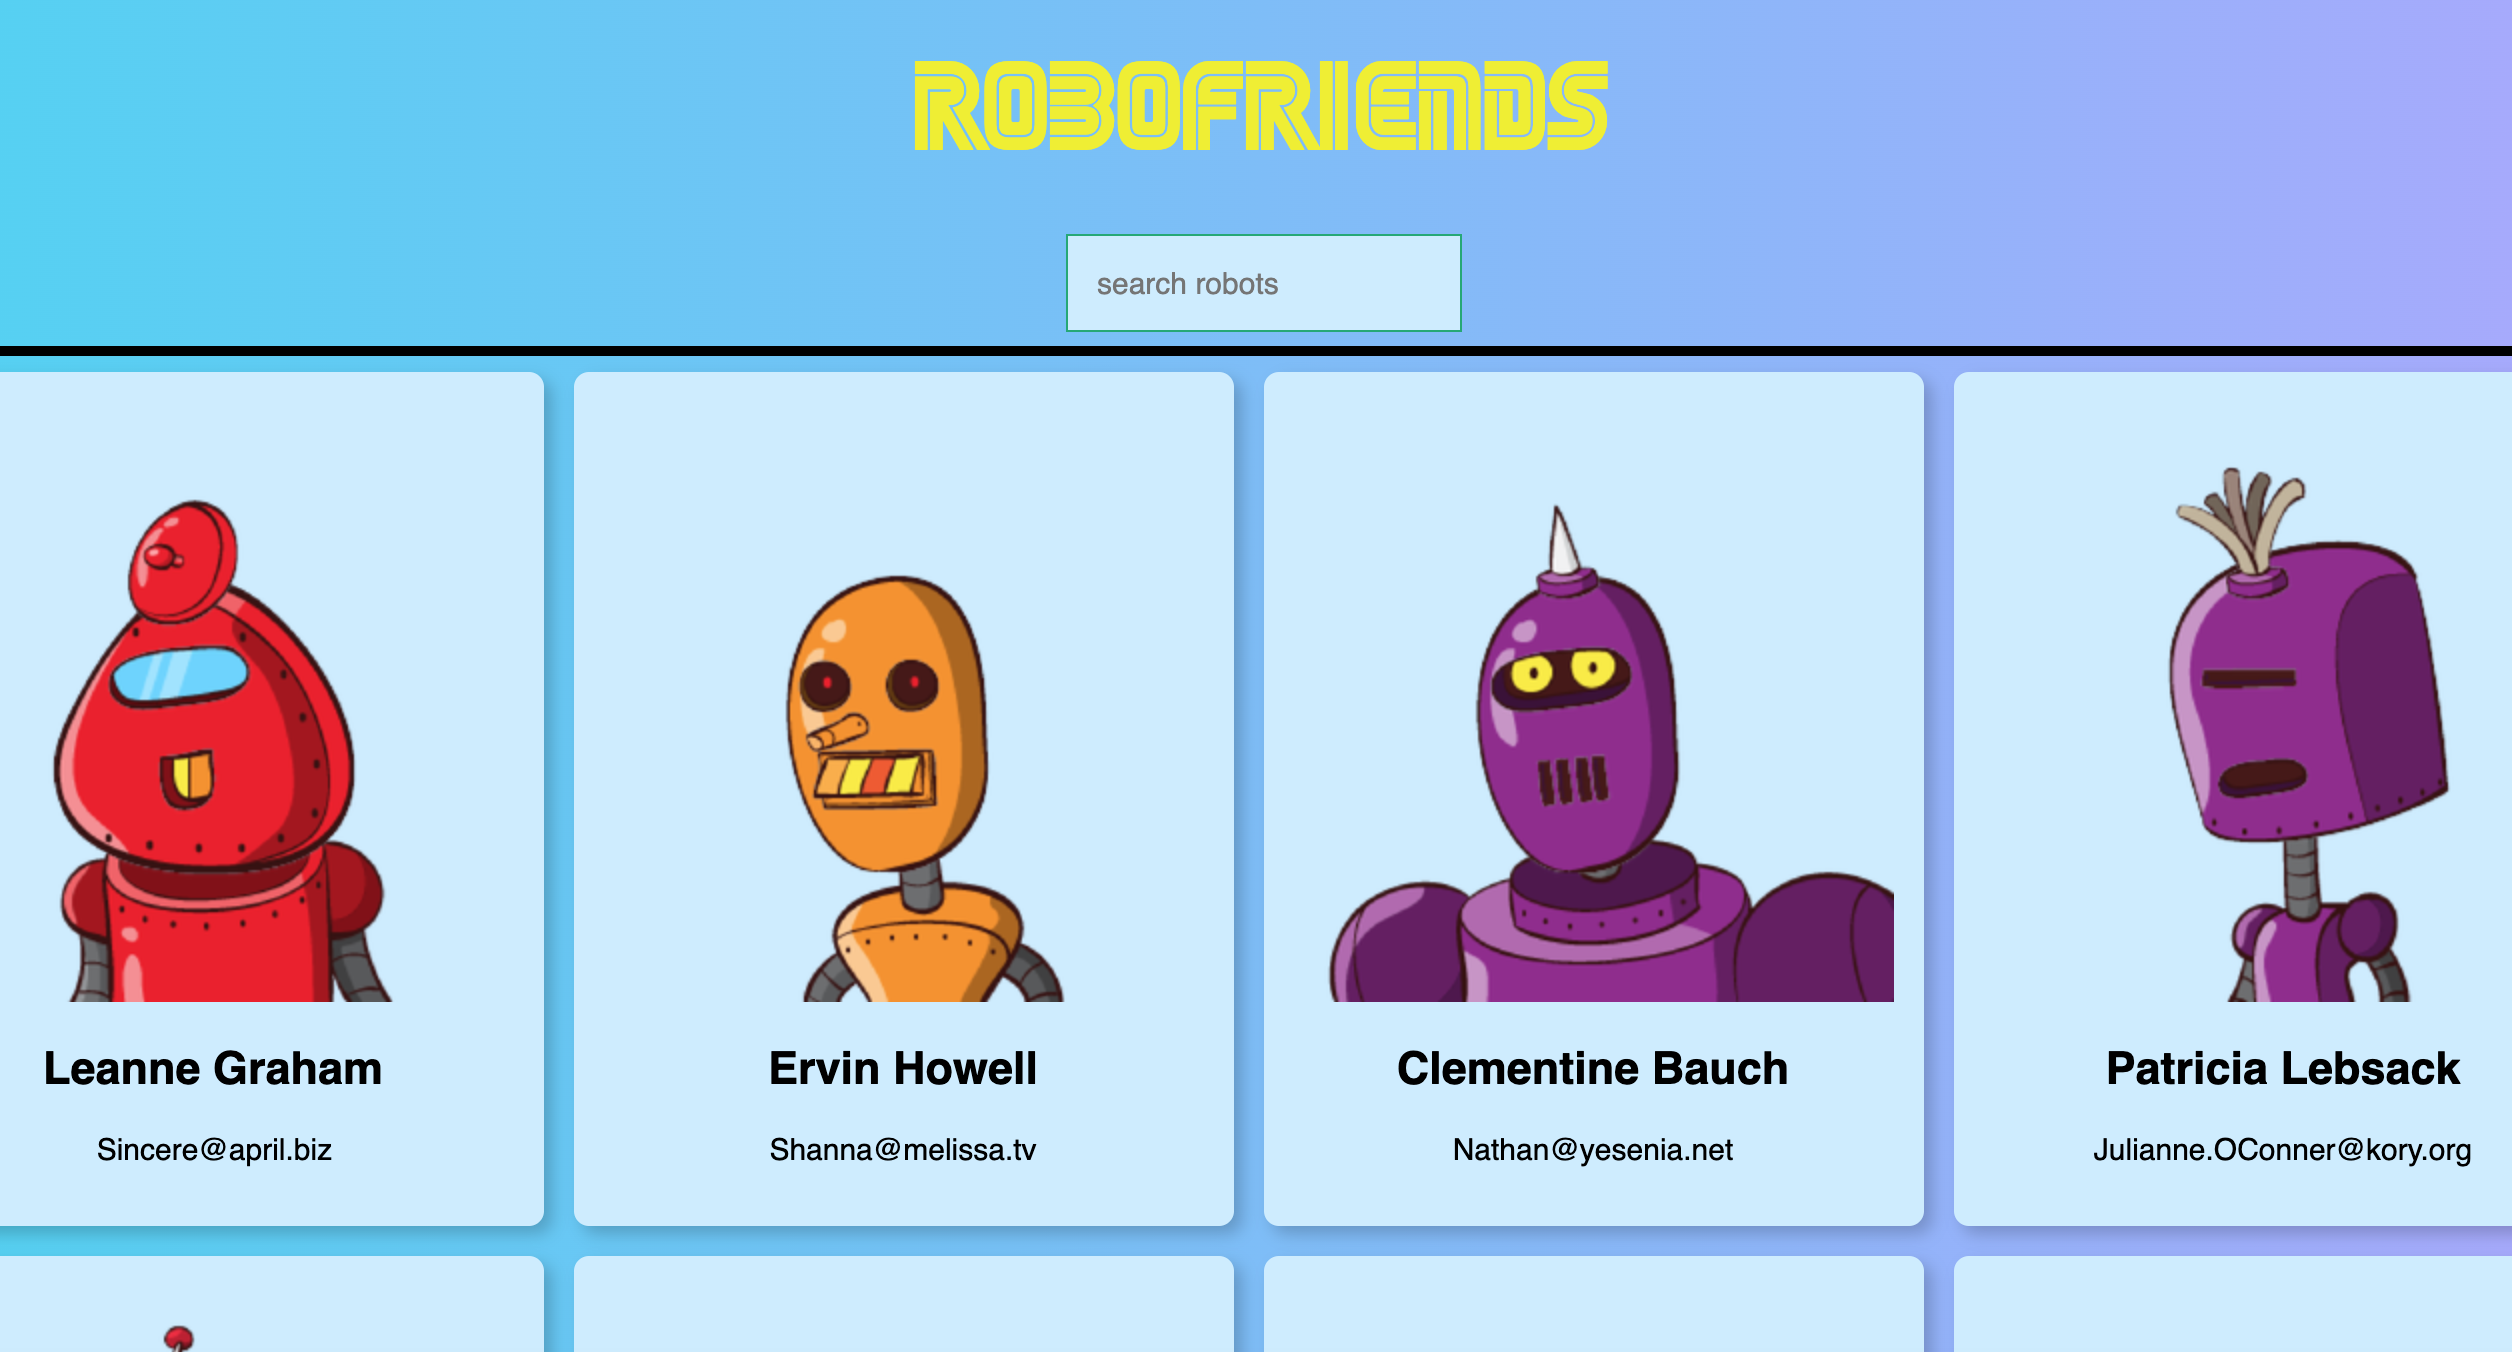 ROBOFRIENDS
search robots
Leanne Graham
Sincere@april.biz
Ervin Howell
Shanna@melissa.tv
Clementine Bauch
Nathan@yesenia.net
Patricia Lebsack
Julianne.OConner@kory.org